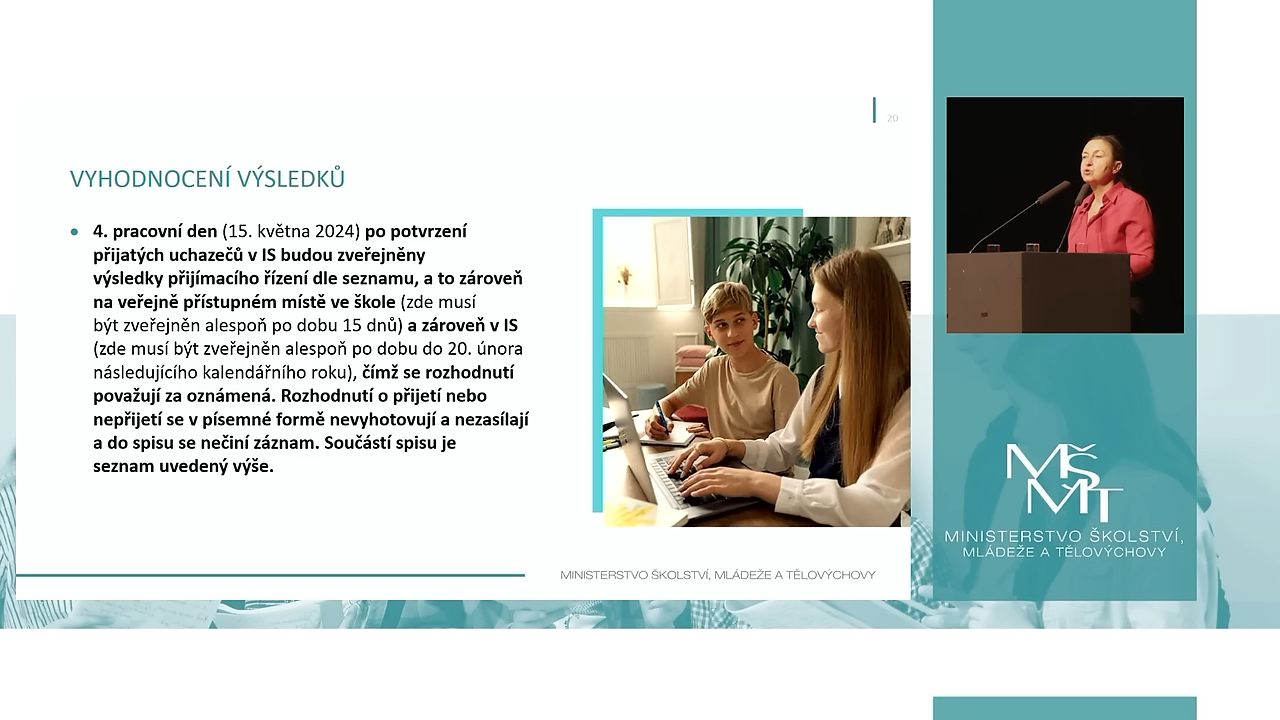 20
VYHODNOCENÍ VÝSLEDKŮ
• 4. pracovní den (15. května 2024) po potvrzení
přijatých uchazečů v IS budou zveřejněny
výsledky přijímacího řízení dle seznamu, a to zároveň
na veřejně přístupném místě ve škole (zde musí
být zveřejněn alespoň po dobu 15 dnů) a zároveň v IS
(zde musí být zveřejněn alespoň po dobu do 20. února
následujícího kalendářního roku), čímž se rozhodnutí
považují za oznámená. Rozhodnutí o přijetí nebo
nepřijetí se v písemné formě nevyhotovují a nezasílají
a do spisu se nečiní záznam. Součástí spisu je
seznam uvedený výše.
MINISTERSTVO ŠKOLSTVÍ, MLÁDEŽE A TĚLOVÝCHOVY
MŠ
MT
MINISTERSTVO ŠKOLSTVÍ,
MLÁDEŽE A TĚLOVÝCHOVY